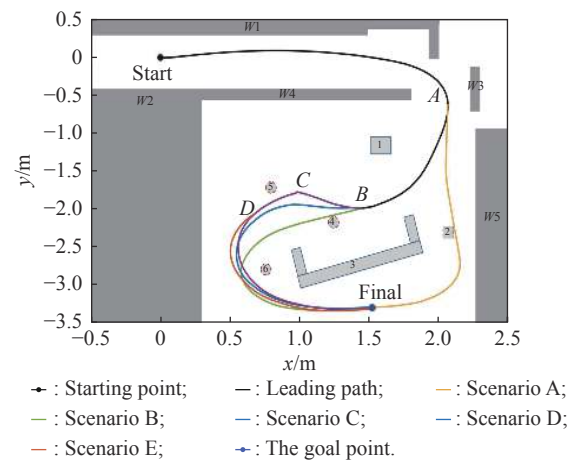 0.5
W1
0
Start
W3
−0.5
W4
A
W2
−1.0
1
y/m
−1.5
5
C
−2.0
D
B
4
W5
2
−2.5
6
3
−3.0
Final
−3.5
−0.5 0 0.5 1.0 1.5 2.0 2.5
x/m
: Starting point; : Leading path; : Scenario A;
: Scenario B; : Scenario C; : Scenario D;
: Scenario E; : The goal point.